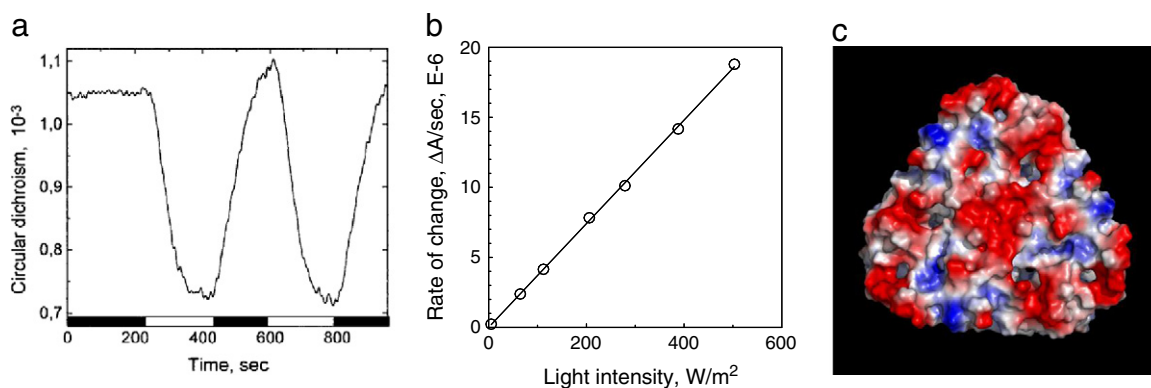 a
Circular dichroism, 10-3
1,1
1,0
0,9
0,8
0,7
0
200
400
600
800
Time, sec
b
Rate of change, ΔA/sec, E-6
20
15
10
5
0
0
200
400
600
Light intensity, W/m²
c